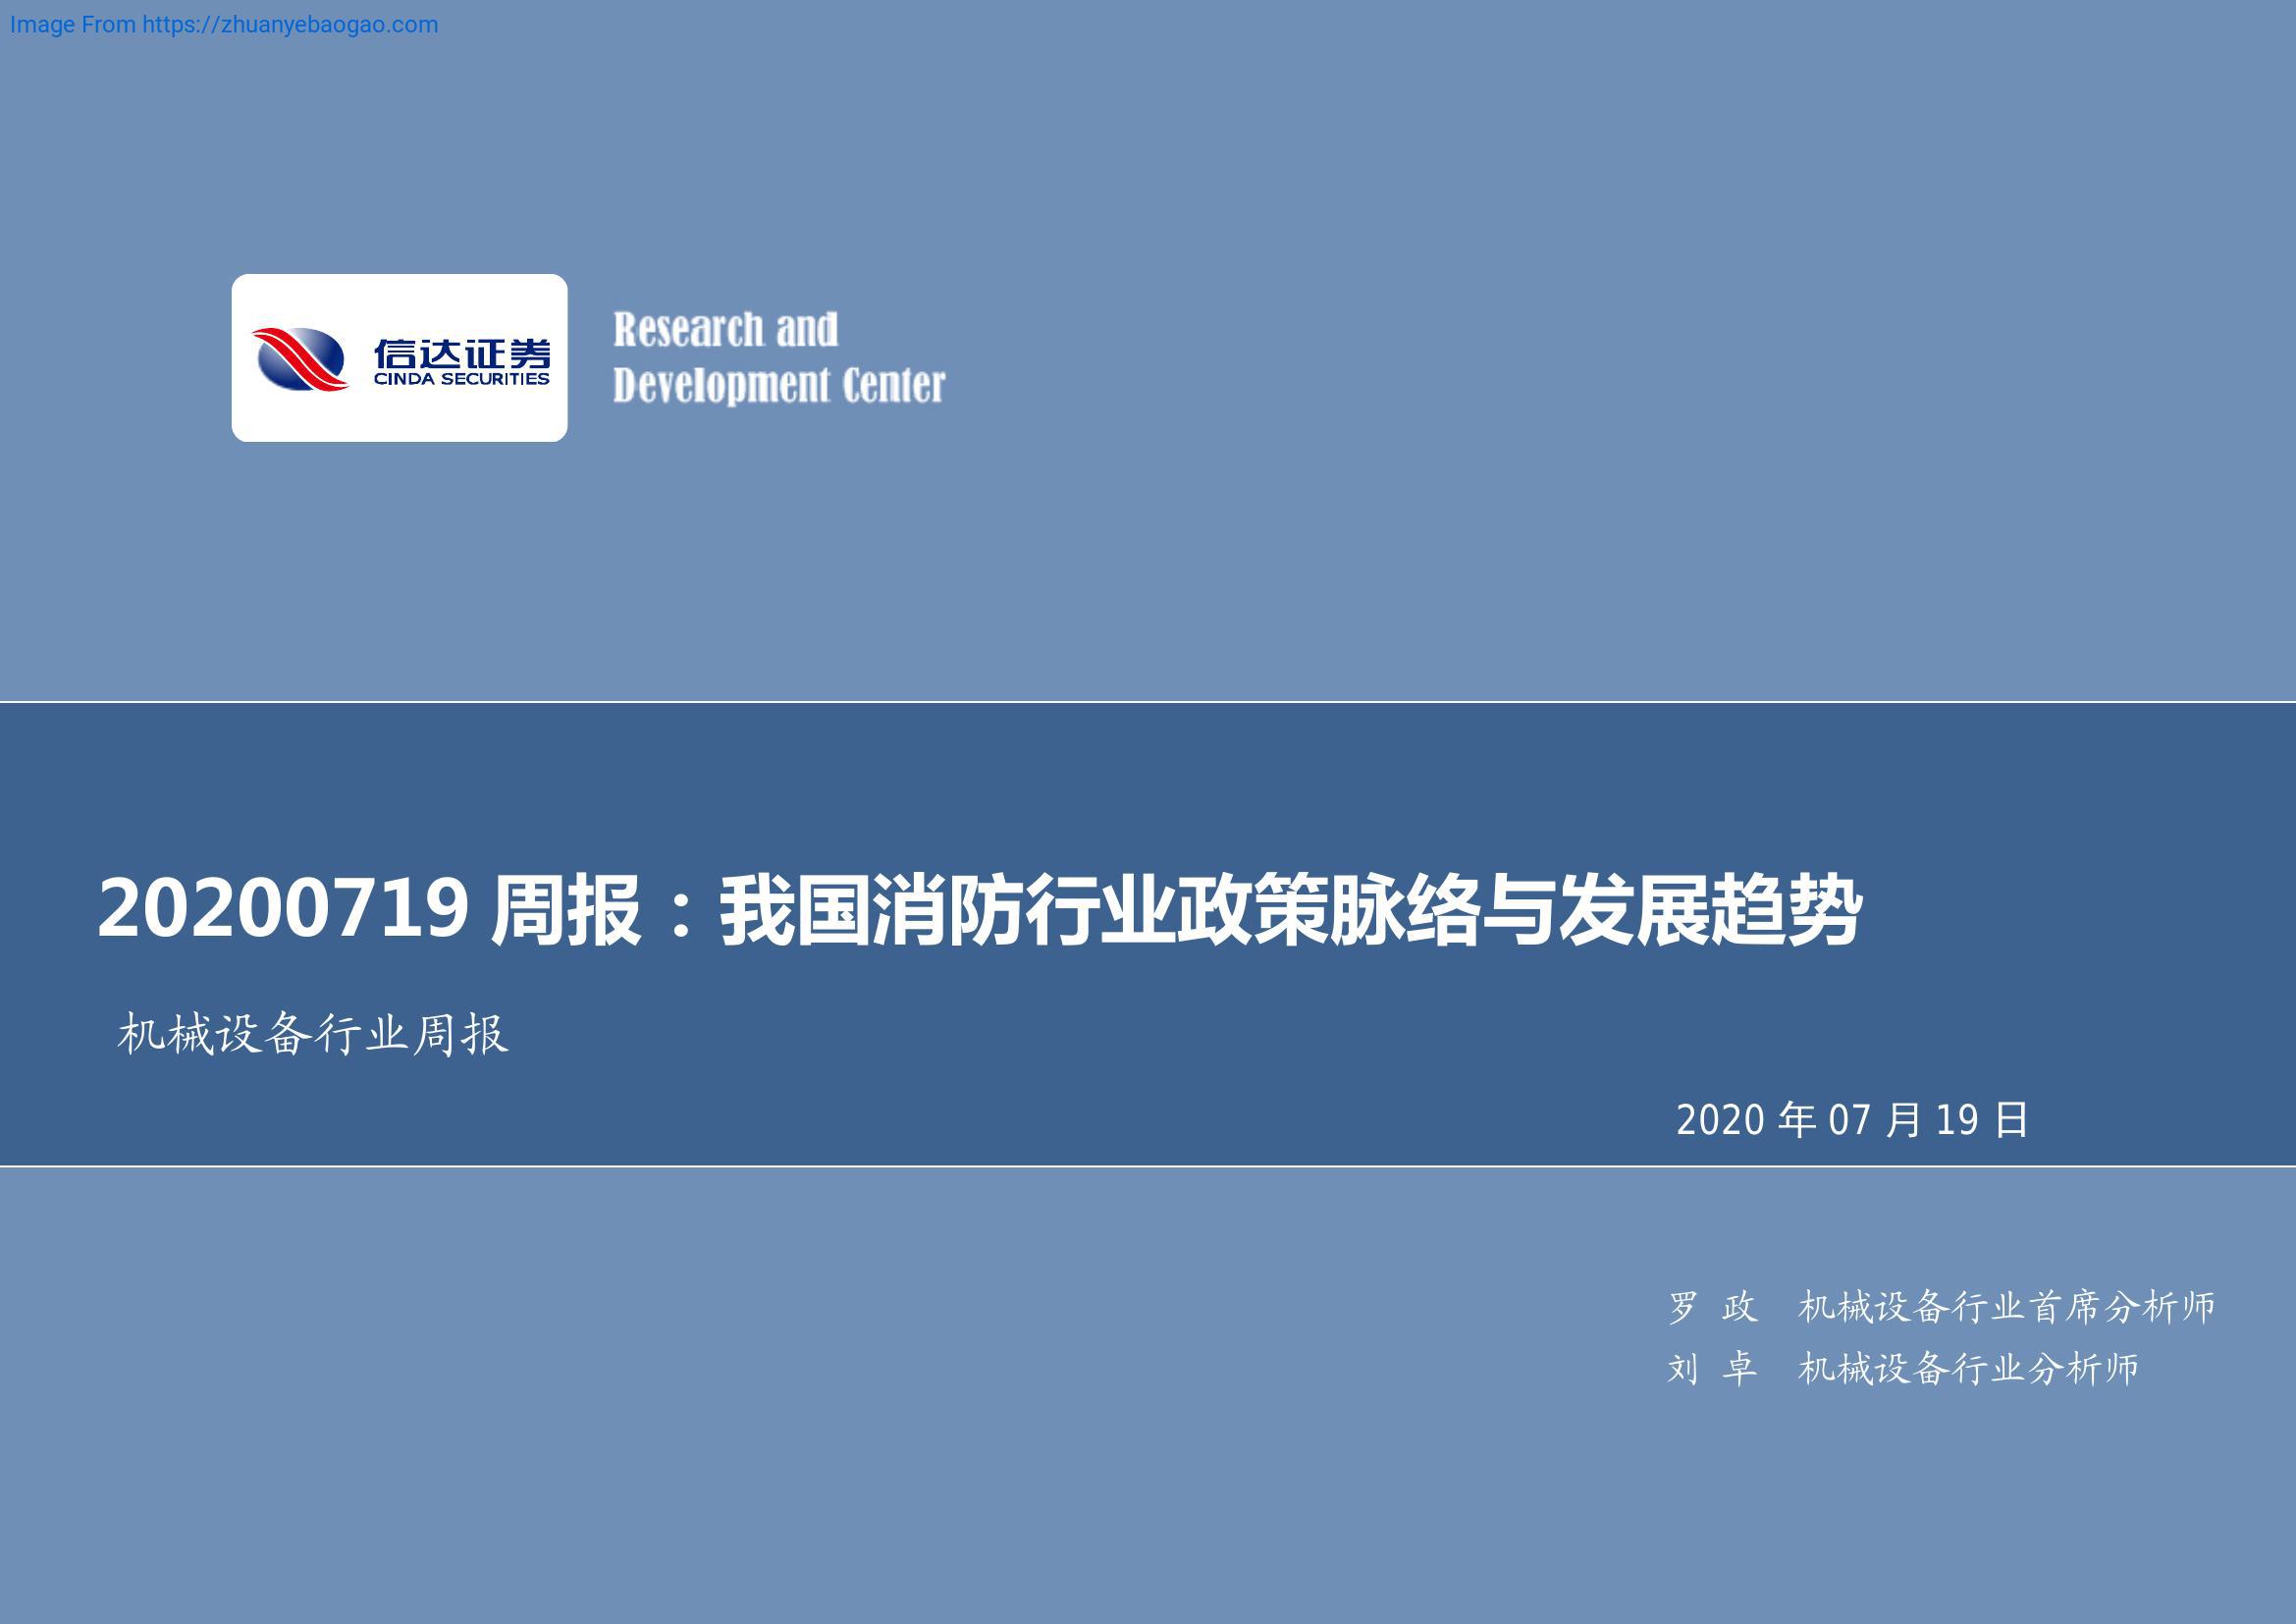 Image From https://zhuanyebaogao.com
信达证券
CINDA SECURITIES
Research and
Development Center
20200719 周报：我国消防行业政策脉络与发展趋势
机械设备行业周报
2020 年 07 月 19 日
罗 政 机械设备行业首席分析师
刘 卓 机械设备行业分析师